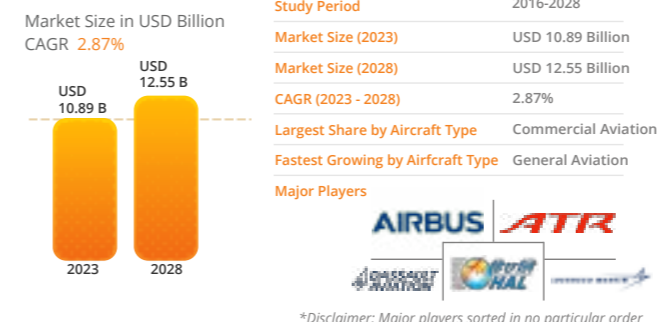 Market Size in USD Billion
CAGR 2.87%
USD
10.89 B
USD
12.55 B
2023
2028
Study Period 2016-2028
Market Size (2023) USD 10.89 Billion
Market Size (2028) USD 12.55 Billion
CAGR (2023 - 2028) 2.87%
Largest Share by Aircraft Type Commercial Aviation
Fastest Growing by Airfcraft Type General Aviation
Major Players
AIRBUS ATR
DASSAULT
AVIATION
HAL
*Disclaimer: Major players sorted in no particular order